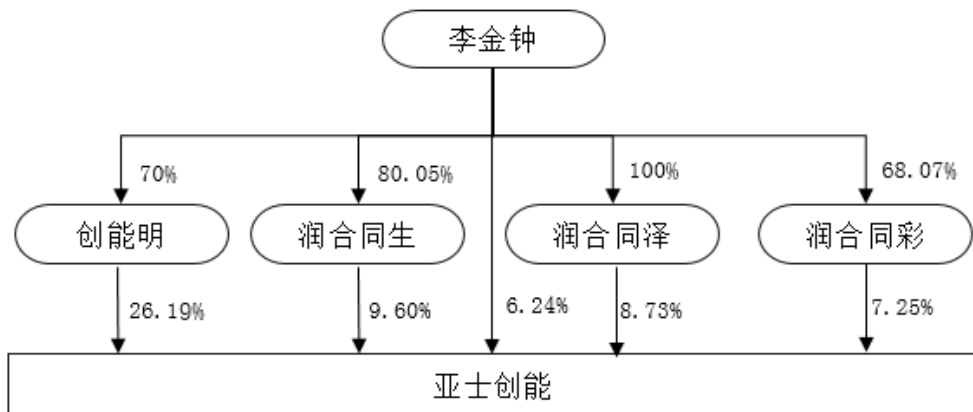 李金钟
70%
80.05%
100%
68.07%
创能明
润合同生
润合同泽
润合同彩
26.19%
9.60%
6.24%
8.73%
7.25%
亚士创能